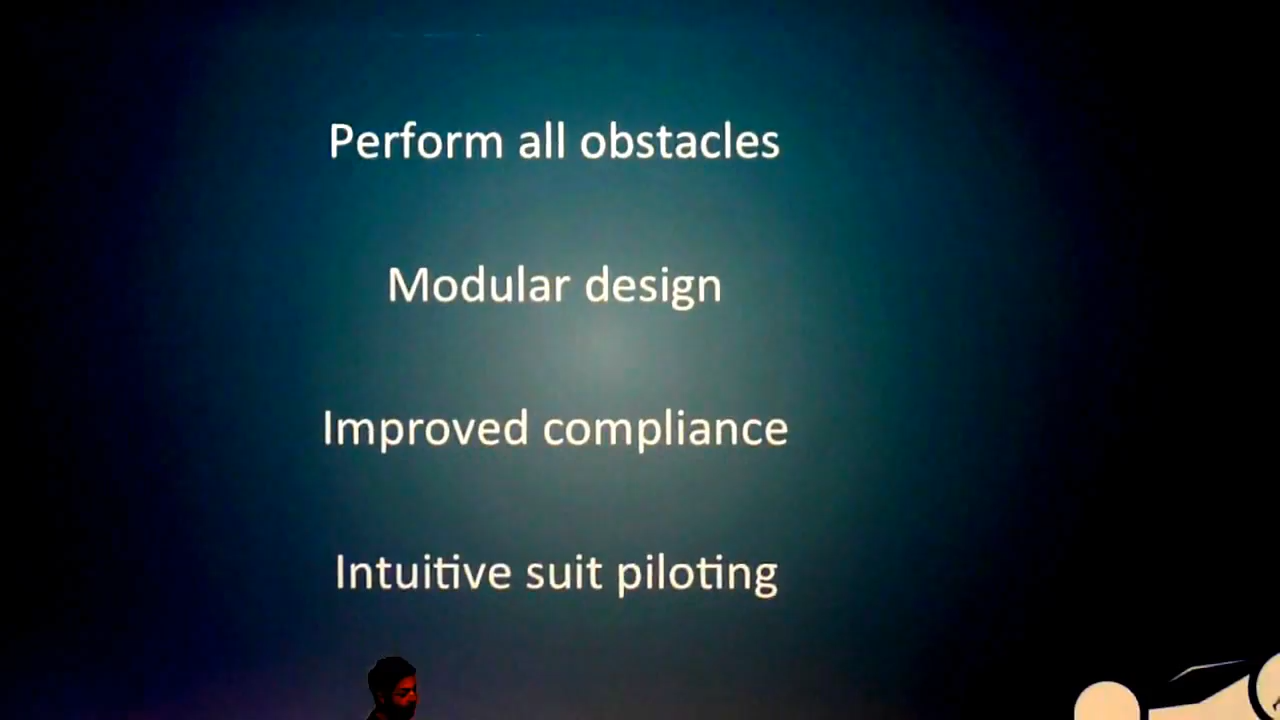 Perform all obstacles
Modular design
Improved compliance
Intuitive suit piloting